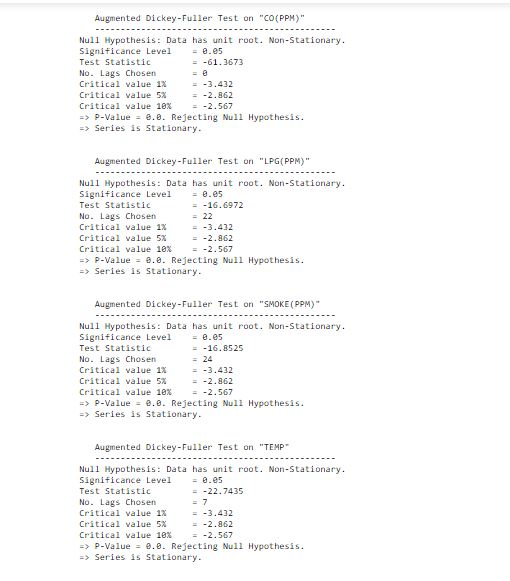 Augmented Dickey-Fuller Test on "CO(PPM)"
-----------------------------------------------
Null Hypothesis: Data has unit root. Non-Stationary.
Significance Level = 0.05
Test Statistic = -61.3673
No. Lags Chosen = 0
Critical value 1% = -3.432
Critical value 5% = -2.862
Critical value 10% = -2.567
=> P-Value = 0.0. Rejecting Null Hypothesis.
=> Series is Stationary.
Augmented Dickey-Fuller Test on "LPG(PPM)"
-----------------------------------------------
Null Hypothesis: Data has unit root. Non-Stationary.
Significance Level = 0.05
Test Statistic = -16.6972
No. Lags Chosen = 22
Critical value 1% = -3.432
Critical value 5% = -2.862
Critical value 10% = -2.567
=> P-Value = 0.0. Rejecting Null Hypothesis.
=> Series is Stationary.
Augmented Dickey-Fuller Test on "SMOKE(PPM)"
-----------------------------------------------
Null Hypothesis: Data has unit root. Non-Stationary.
Significance Level = 0.05
Test Statistic = -16.8525
No. Lags Chosen = 24
Critical value 1% = -3.432
Critical value 5% = -2.862
Critical value 10% = -2.567
=> P-Value = 0.0. Rejecting Null Hypothesis.
=> Series is Stationary.
Augmented Dickey-Fuller Test on "TEMP"
-----------------------------------------------
Null Hypothesis: Data has unit root. Non-Stationary.
Significance Level = 0.05
Test Statistic = -22.7435
No. Lags Chosen = 7
Critical value 1% = -3.432
Critical value 5% = -2.862
Critical value 10% = -2.567
=> P-Value = 0.0. Rejecting Null Hypothesis.
=> Series is Stationary.